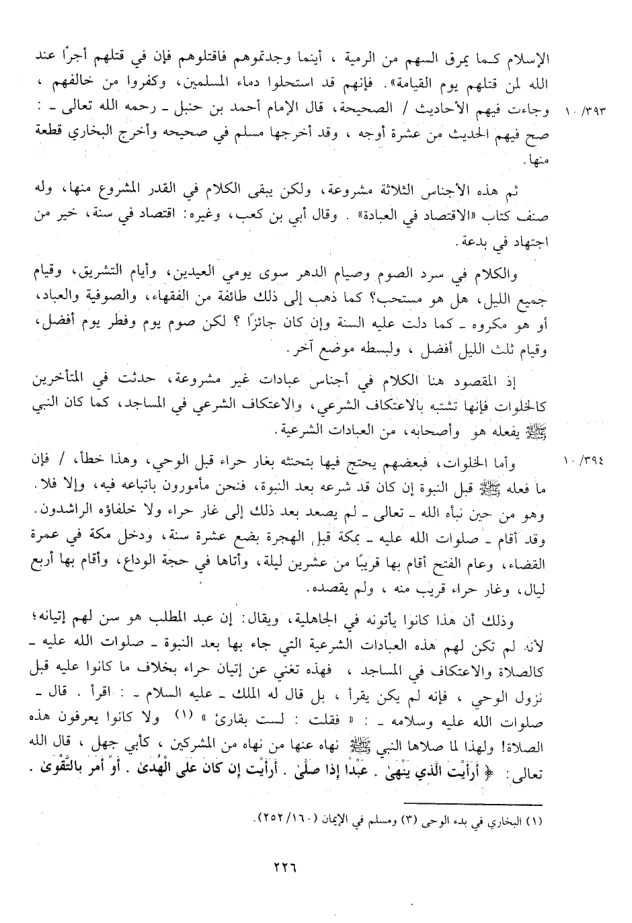 الإسلام كـما يمرق السهم من الرمية ، أينما وجدتموهم فاقتلوهم فإن في قتلهم أجرًا عند
الله لمن قتلهم يوم القيامة». فإنهم قد استحلوا دماء المسلمين، وكفروا من خالفهم ،
وجاءت فيهم الأحاديث / الصحيحة، قال الإمام أحمد بن حنبل ـ رحمه الله تعالى ـ : ١٠/٣٩٣
صح فيهم الحديث من عشرة أوجه ، وقد أخرجها مسلم في صحيحه وأخرج البخاري قطعة
منها.
ثم هذه الأجناس الثلاثة مشروعة، ولكن يبقى الكلام في القدر المشروع منها، وله
صنف كتاب «الاقتصاد في العبادة» . وقال أبي بن كعب، وغيره: اقتصاد في سنة، خير من
اجتهاد في بدعة.
والكلام في سرد الصوم وصيام الدهر سوى يومي العيدين، وأيام التشريق، وقيام
جميع الليل، هل هو مستحب؟ كما ذهب إلى ذلك طائفة من الفقهاء، والصوفية والعباد،
أو هو مكروه ـ كما دلت عليه السنة وإن كان جائزًا ؟ لكن صوم يوم وفطر يوم أفضل،
وقيام ثلث الليل أفضل ، ولبسطه موضع آخر.
إذ المقصود هنا الكلام في أجناس عبادات غير مشروعة، حدثت في المتأخرين
كالخلوات فإنها تشتبه بالاعتكاف الشرعي، والاعتكاف الشرعي في المساجد، كما كان النبي
ﷺ يفعله هو وأصحابه، من العبادات الشرعية.
وأما الخلوات، فبعضهم يحتج فيها بتحنثه بغار حراء قبل الوحي، وهذا خطأ، / فإن ١٠/٣٩٤
ما فعله ﷺ قبل النبوة إن كان قد شرعه بعد النبوة، فنحن مأمورون باتباعه فيه، وإلا فلا.
وهو من حين نبأه الله ـ تعالى ـ لم يصعد بعد ذلك إلى غار حراء ولا خلفاؤه الراشدون.
وقد أقام ـ صلوات الله عليه ـ بمكة قبل الهجرة بضع عشرة سنة، ودخل مكة في عمرة
القضاء، وعام الفتح أقام بها قريبًا من عشرين ليلة، وأتاها في حجة الوداع، وأقام بها أربع
ليال، وغار حراء قريب منه ، ولم يقصده.
وذلك أن هذا كانوا يأتونه في الجاهلية، ويقال: إن عبد المطلب هو سن لهم إتيانه؛
لأنه لم تكن لهم هذه العبادات الشرعية التي جاء بها بعد النبوة ـ صلوات الله عليه ـ
كالصلاة والاعتكاف في المساجد ، فهذه تغني عن إتيان حراء بخلاف ما كانوا عليه قبل
نزول الوحي ، فإنه لم يكن يقرأ ، بل قال له الملك ـ عليه السلام ـ : اقرأ . قال ـ
صلوات الله عليه وسلامه ـ : « فقلت : لست بقارئ » (١) ولا كانوا يعرفون هذه
الصلاة! ولهذا لما صلاها النبي ﷺ نهاه عنها من نهاه من المشركين ، كأبي جهل ، قال الله
تعالى: ﴿ أَرَأَيْتَ الَّذِي يَنْهَىٰ . عَبْدًا إِذَا صَلَّىٰ . أَرَأَيْتَ إِن كَانَ عَلَى الْهُدَىٰ . أَوْ أَمَرَ بِالتَّقْوَىٰ .
(١) البخاري في بدء الوحى (٣) ومسلم في الإيمان (٢٥٢/١٦٠).
٢٢٦